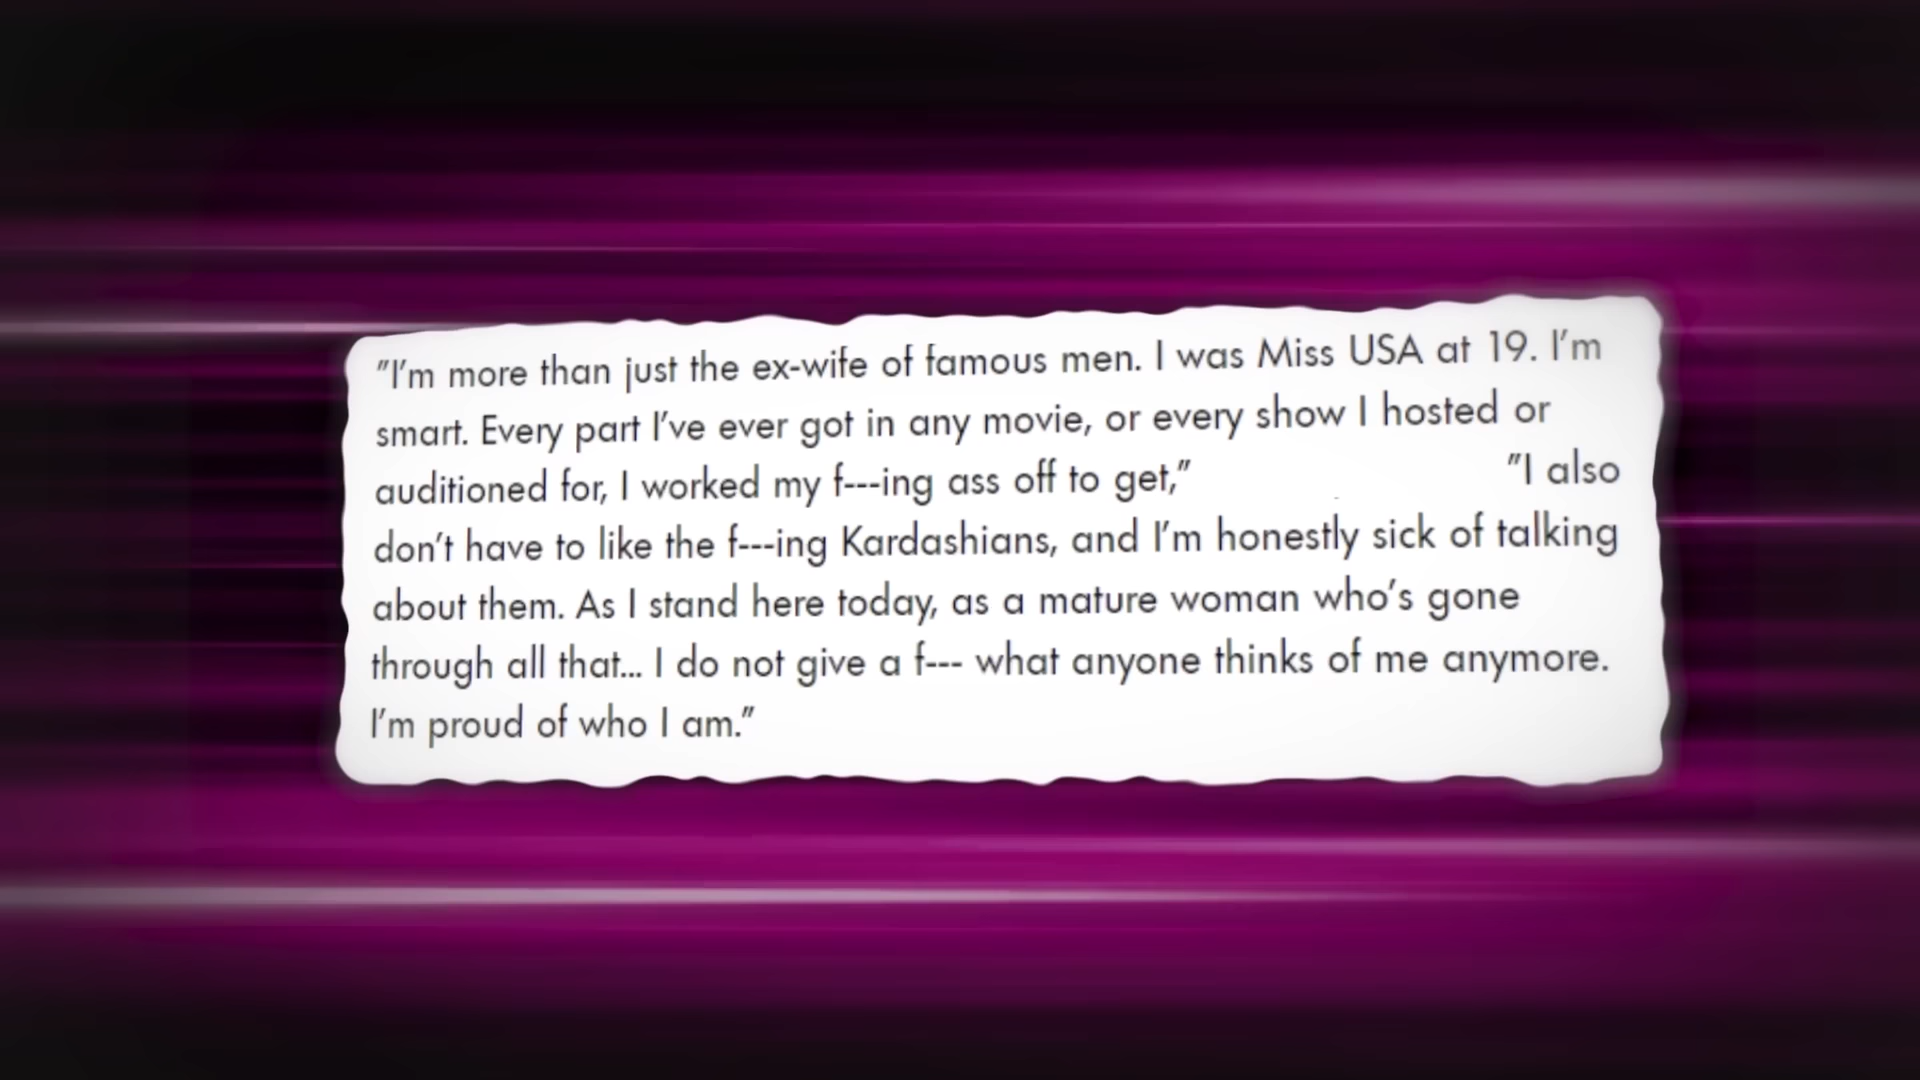 "I'm more than just the ex-wife of famous men. I was Miss USA at 19. I'm
smart. Every part I've ever got in any movie, or every show I hosted or
auditioned for, I worked my f---ing ass off to get," "I also
don't have to like the f---ing Kardashians, and I'm honestly sick of talking
about them. As I stand here today, as a mature woman who's gone
through all that... I do not give a f--- what anyone thinks of me anymore.
I'm proud of who I am."